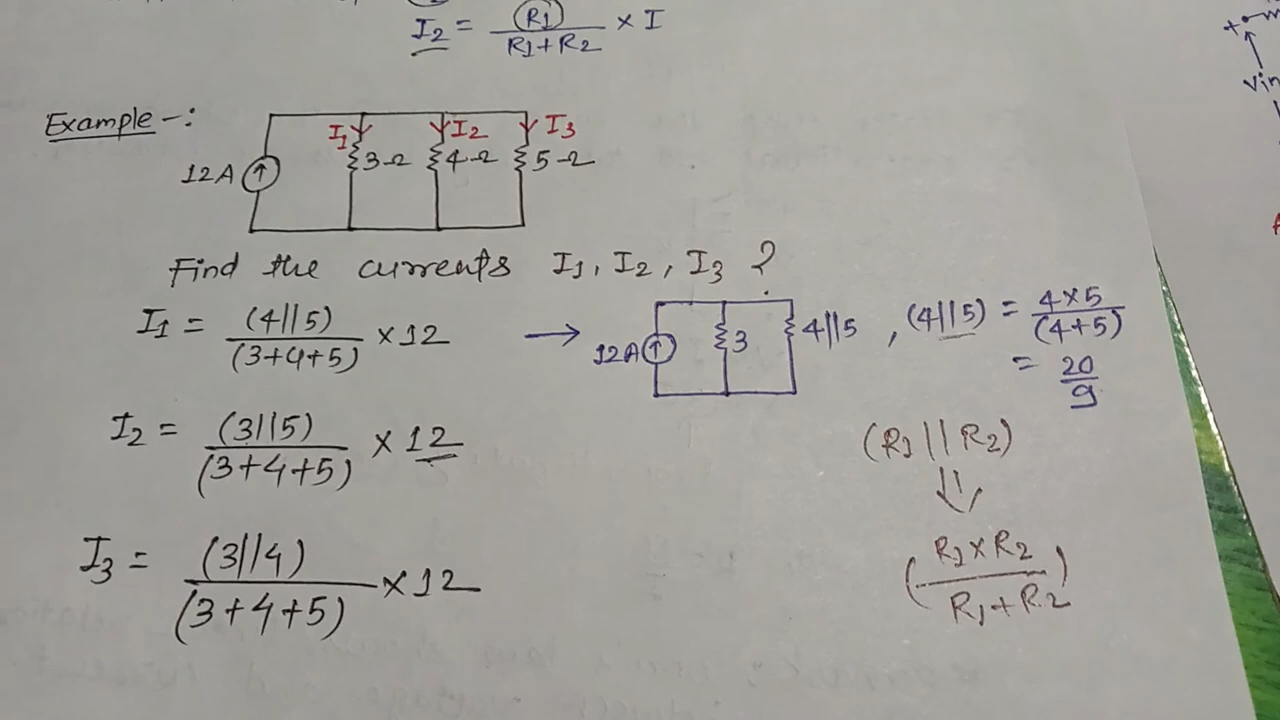 I2 = R1 / R1+R2 × I
Example -:
I1 I2 I3
12A 3Ω 4Ω 5Ω
Find the currents I1, I2, I3 ?
I1 = (4||5) / (3+4+5) × 12 → 12A 3 4||5 , (4||5) = 4×5 / (4+5)
= 20 / 9
I2 = (3||5) / (3+4+5) × 12
(R1 || R2)
I3 = (3||4) / (3+4+5) × 12
(R1×R2 / R1+R2)
+
Vin